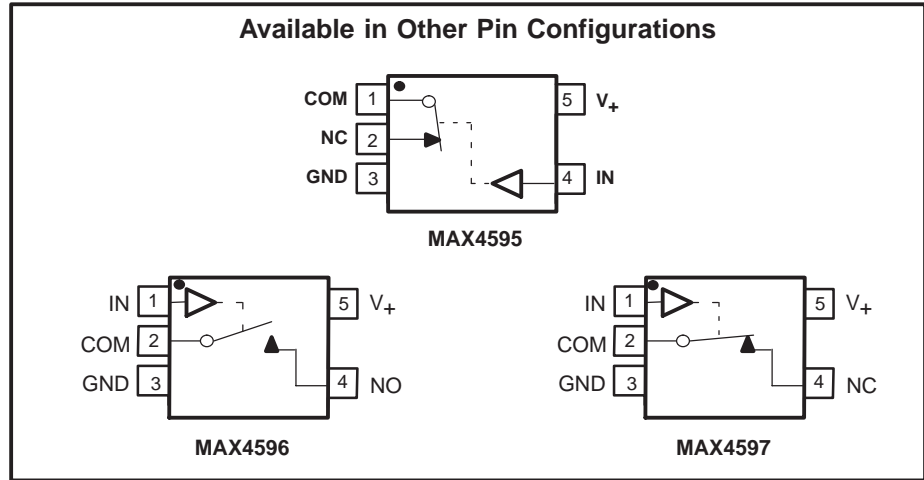 Available in Other Pin Configurations
COM 1 5 V+
NC 2
GND 3 4 IN
MAX4595
IN 1 5 V+
COM 2
GND 3 4 NO
MAX4596
IN 1 5 V+
COM 2
GND 3 4 NC
MAX4597